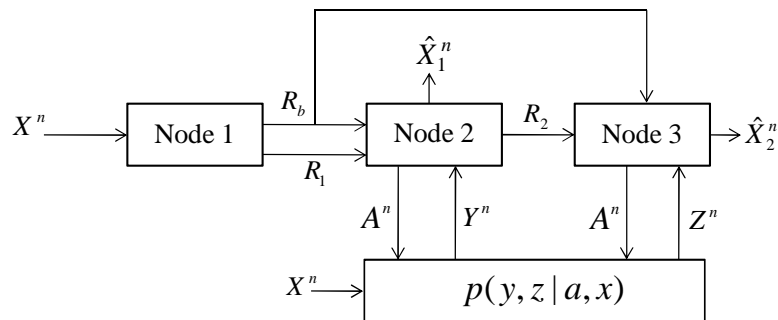 X̂₁ⁿ
Xⁿ
Node 1
R_b
R₁
Node 2
R₂
Node 3
X̂₂ⁿ
Aⁿ
Yⁿ
Aⁿ
Zⁿ
Xⁿ
p(y, z | a, x)